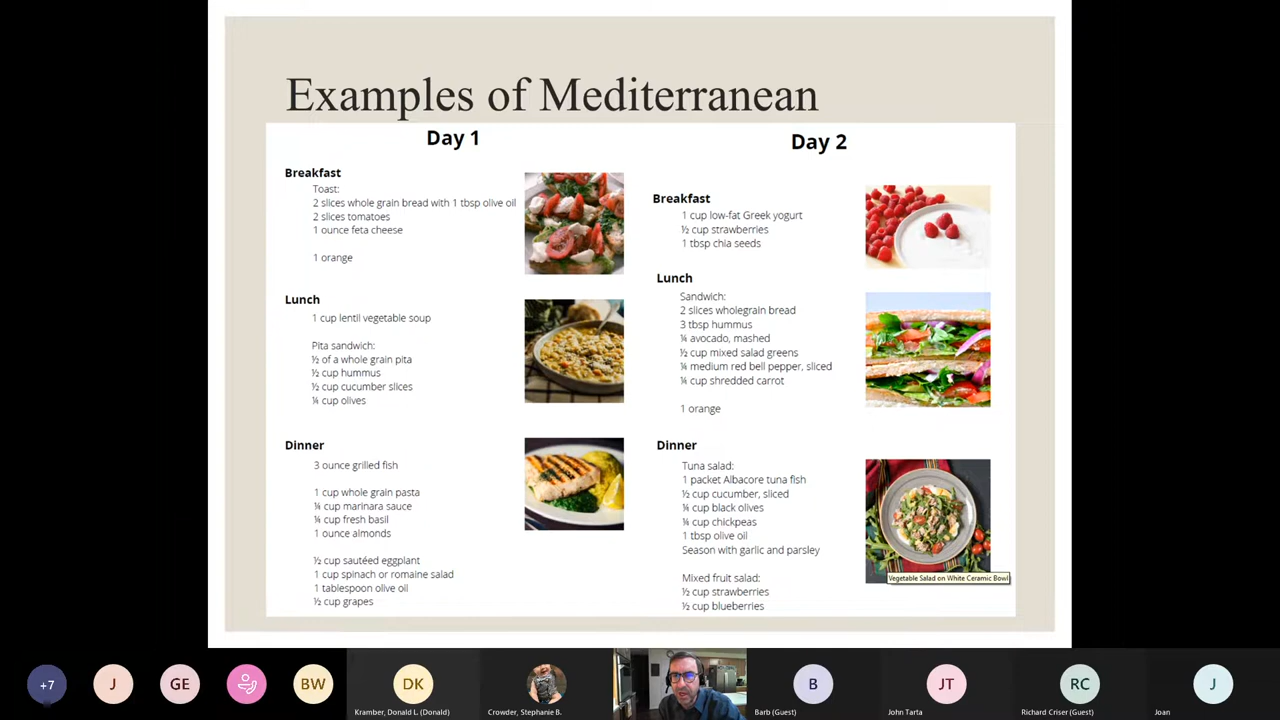 Examples of Mediterranean
Day 1
Breakfast
Toast:
2 slices whole grain bread with 1 tbsp olive oil
2 slices tomatoes
1 ounce feta cheese
1 orange
Lunch
1 cup lentil vegetable soup
Pita sandwich:
½ of a whole grain pita
½ cup hummus
½ cup cucumber slices
¼ cup olives
Dinner
3 ounce grilled fish
1 cup whole grain pasta
¼ cup marinara sauce
¼ cup fresh basil
1 ounce almonds
½ cup sautéed eggplant
1 cup spinach or romaine salad
1 tablespoon olive oil
½ cup grapes
Day 2
Breakfast
1 cup low-fat Greek yogurt
½ cup strawberries
1 tbsp chia seeds
Lunch
Sandwich:
2 slices wholegrain bread
3 tbsp hummus
¼ avocado, mashed
½ cup mixed salad greens
¼ medium red bell pepper, sliced
¼ cup shredded carrot
1 orange
Dinner
Tuna salad:
1 packet Albacore tuna fish
½ cup cucumber, sliced
¼ cup black olives
¼ cup chickpeas
1 tbsp olive oil
Season with garlic and parsley
Mixed fruit salad:
½ cup strawberries
½ cup blueberries
Vegetable Salad on White Ceramic Bowl
+7
J
GE
BW
DK
Kramber, Donald L. (Donald)
Crowder, Stephanie B.
B
Barb (Guest)
JT
John Tarta
RC
Richard Criser (Guest)
J
Joan